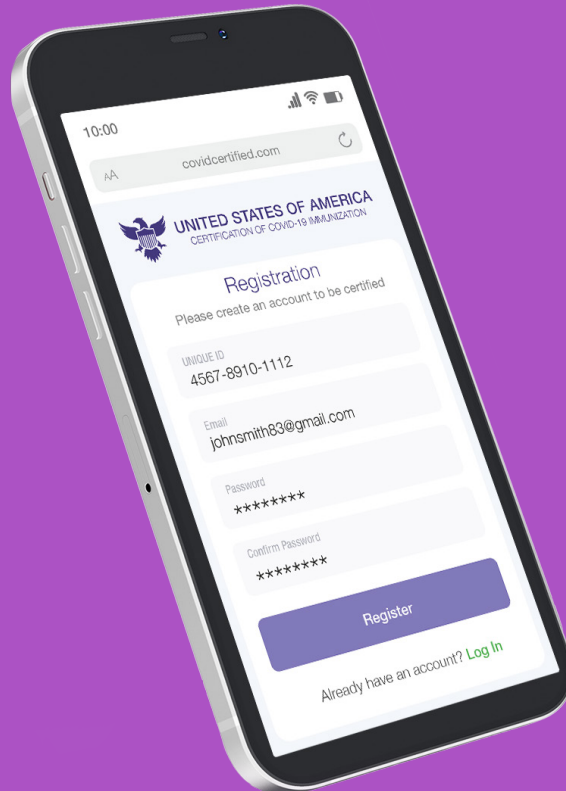 10:00
AA
covidcertified.com
UNITED STATES OF AMERICA
CERTIFICATION OF COVID-19 IMMUNIZATION
Registration
Please create an account to be certified
UNIQUE ID
4567-8910-1112
Email
johnsmith83@gmail.com
Password
********
Confirm Password
********
Register
Already have an account? Log In